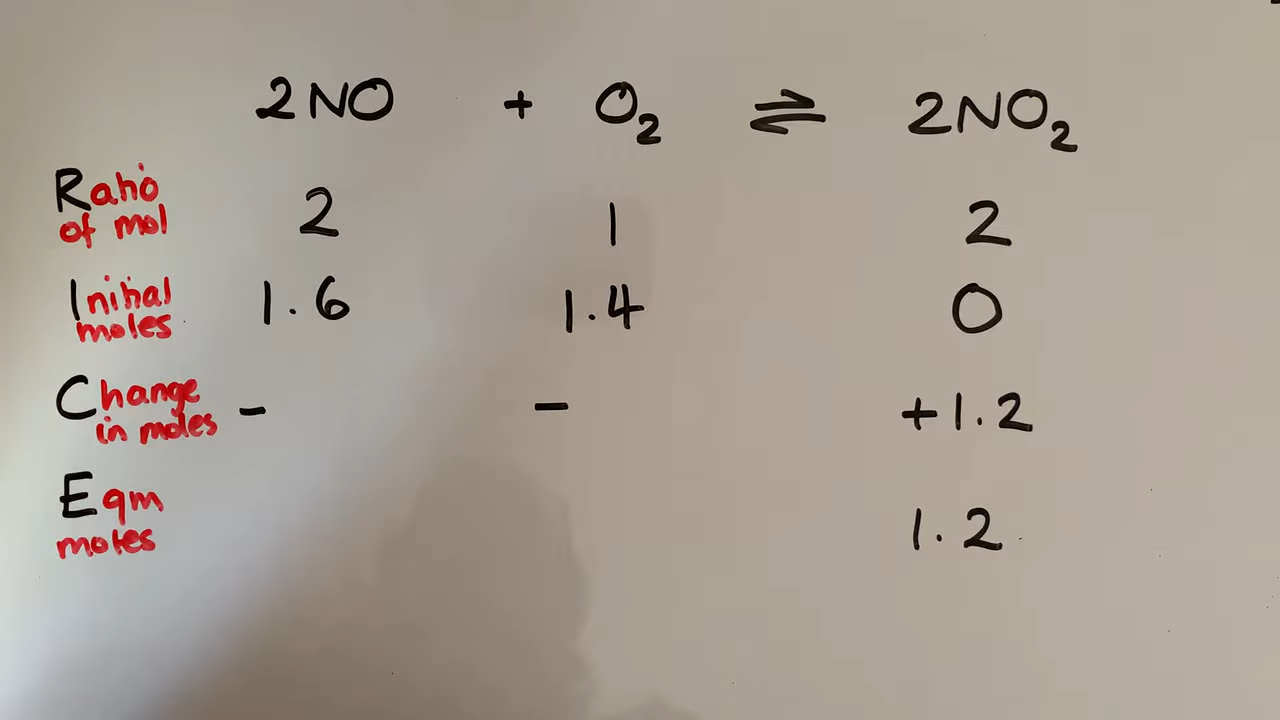 2NO + O₂ ⇌ 2NO₂
Ratio of mol 2 1 2
Initial moles 1.6 1.4 0
Change in moles - - +1.2
Eqm moles 1.2